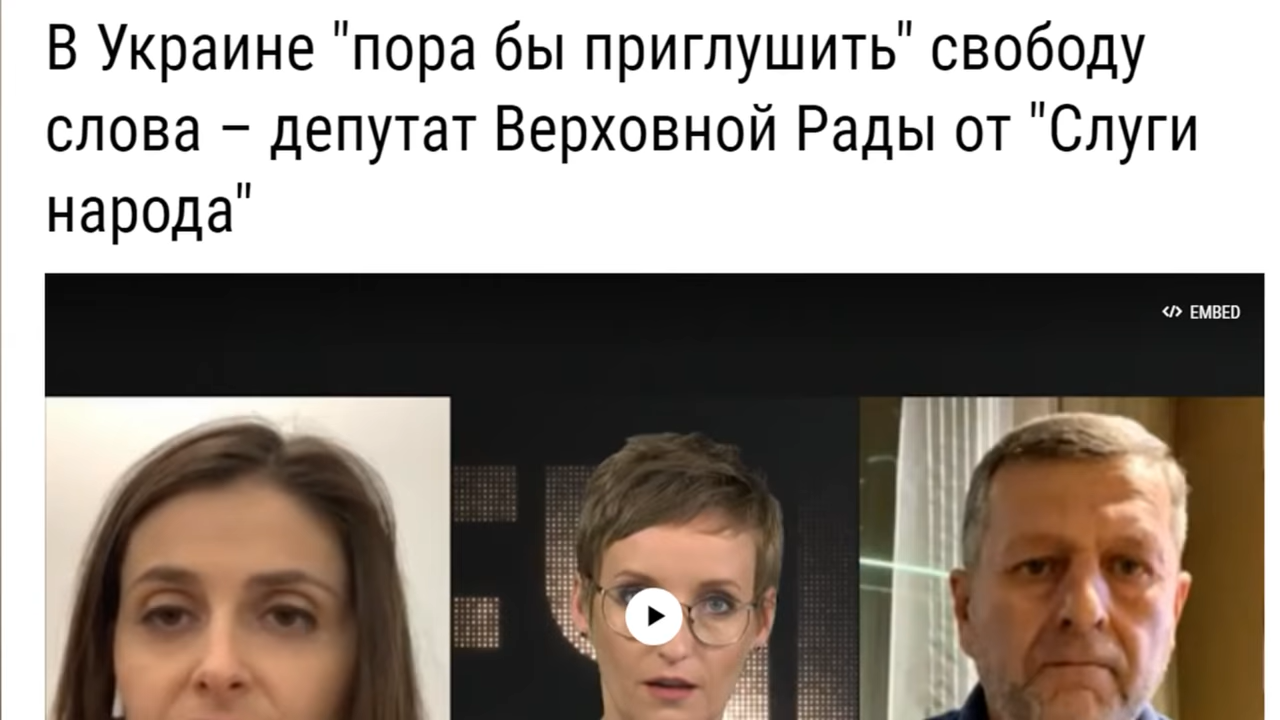 В Украине "пора бы приглушить" свободу
слова – депутат Верховной Рады от "Слуги
народа"
</> EMBED